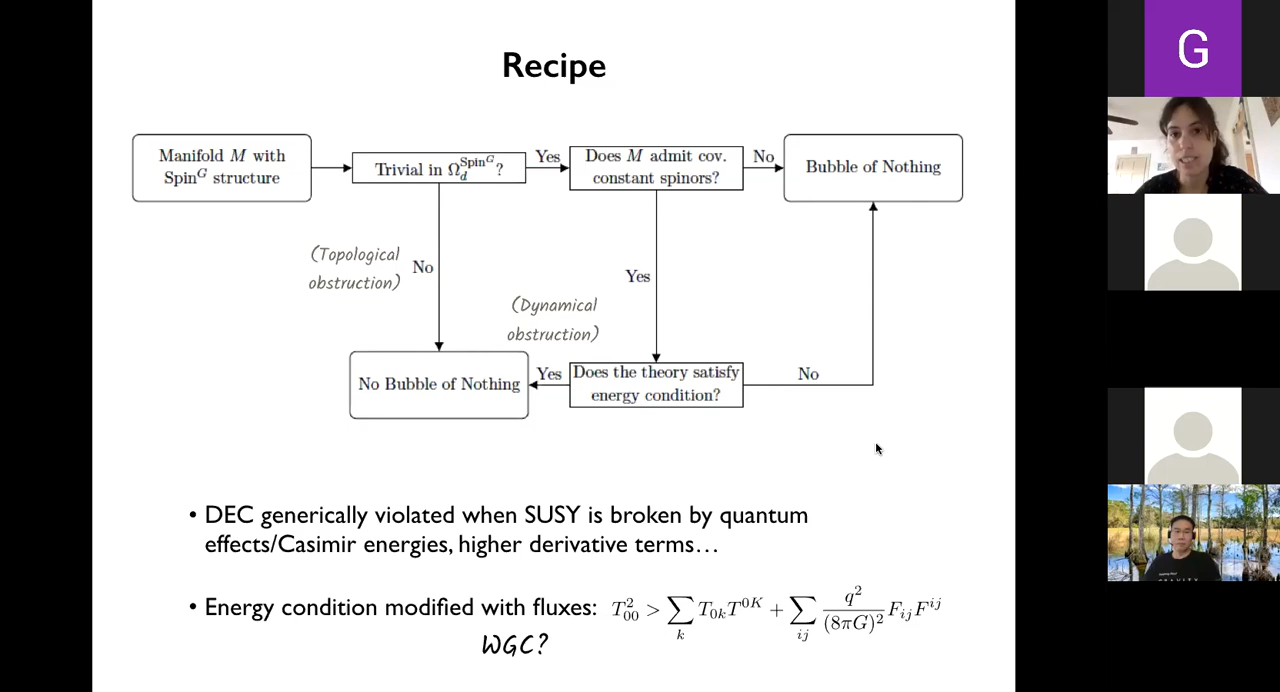 Recipe
Manifold M with
Spin^G structure
Trivial in Ω_d^{Spin^G}?
Yes
Does M admit cov.
constant spinors?
No
Bubble of Nothing
(Topological
obstruction)
No
Yes
(Dynamical
obstruction)
No Bubble of Nothing
Yes
Does the theory satisfy
energy condition?
No
• DEC generically violated when SUSY is broken by quantum
effects/Casimir energies, higher derivative terms…
• Energy condition modified with fluxes: T_{00}^2 > ∑_k T_{0k}T^{0K} + ∑_{ij} \frac{q^2}{(8πG)^2} F_{ij}F^{ij}
WGC?
G
GRAVITY